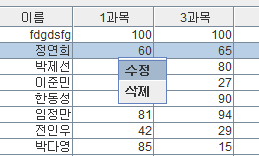 이름 1과목 3과목
fdgdsfg 100 100
정연희 60 65
박제선 수정 80
이준민 삭제 27
한동성 90
임정만 81 94
전인우 42 29
박다영 85 15